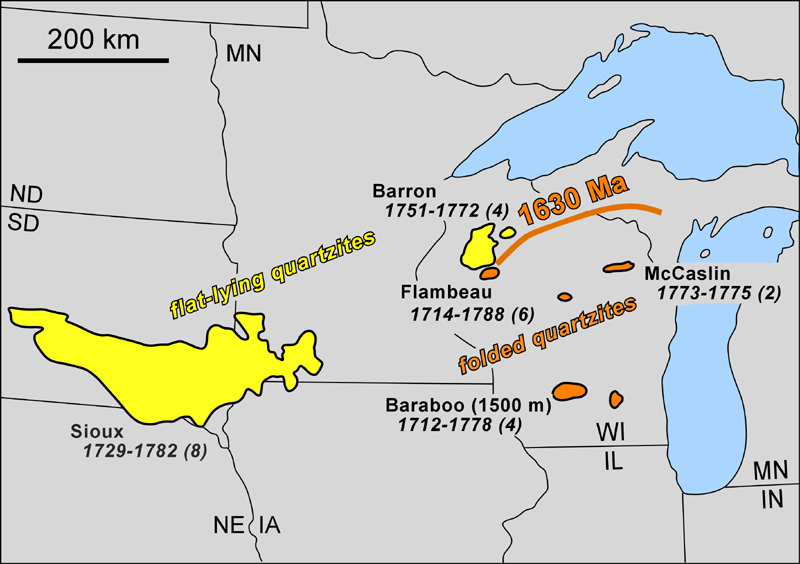 200 km
MN
ND
SD
Barron
1751-1772 (4)
1630 Ma
flat-lying quartzites
Flambeau
1714-1788 (6)
McCaslin
1773-1775 (2)
folded quartzites
Baraboo (1500 m)
1712-1778 (4)
Sioux
1729-1782 (8)
WI
IL
MN
IN
NE
IA